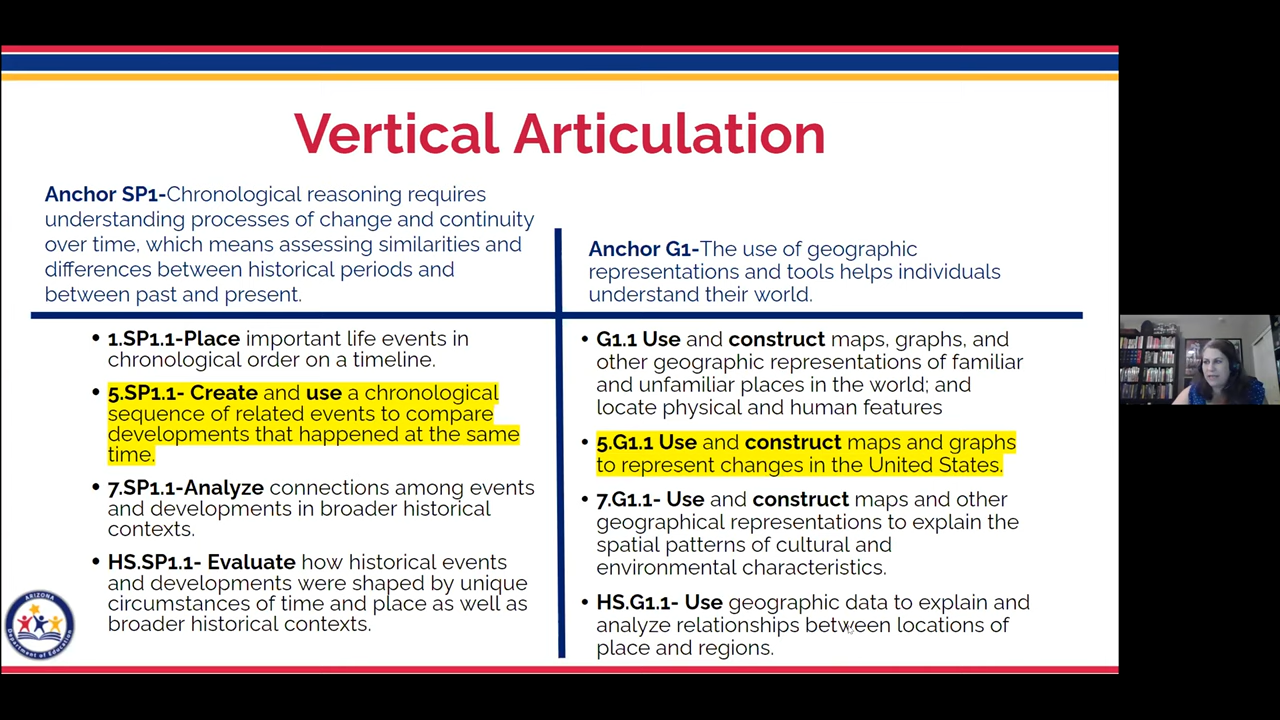 Vertical Articulation
Anchor SP1-Chronological reasoning requires
understanding processes of change and continuity
over time, which means assessing similarities and
differences between historical periods and
between past and present.
Anchor G1-The use of geographic
representations and tools helps individuals
understand their world.
• 1.SP1.1-Place important life events in
chronological order on a timeline.
• 5.SP1.1- Create and use a chronological
sequence of related events to compare
developments that happened at the same
time.
• 7.SP1.1-Analyze connections among events
and developments in broader historical
contexts.
• HS.SP1.1- Evaluate how historical events
and developments were shaped by unique
circumstances of time and place as well as
broader historical contexts.
• G1.1 Use and construct maps, graphs, and
other geographic representations of familiar
and unfamiliar places in the world; and
locate physical and human features
• 5.G1.1 Use and construct maps and graphs
to represent changes in the United States.
• 7.G1.1- Use and construct maps and other
geographical representations to explain the
spatial patterns of cultural and
environmental characteristics.
• HS.G1.1- Use geographic data to explain and
analyze relationships between locations of
place and regions.
ARIZONA
Department of Education